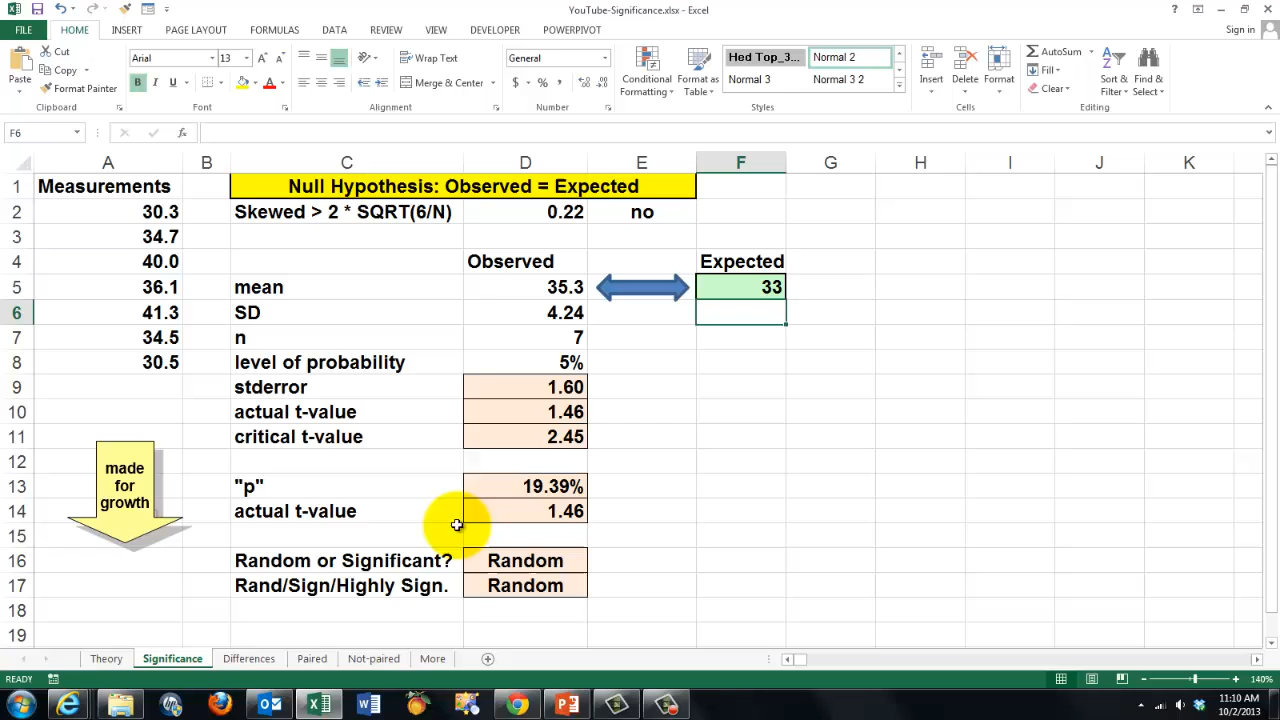 YouTube-Significance.xlsx - Excel
FILE HOME INSERT PAGE LAYOUT FORMULAS DATA REVIEW VIEW DEVELOPER POWERPIVOT Sign in
Cut
Copy
Format Painter
Paste
Clipboard
Arial 12
B I U
Font
Wrap Text
Merge & Center
Alignment
General
$ % ,
Number
Conditional Formatting
Format as Table
Hed Top_3... Normal 2
Normal 3 Normal 3 2
Styles
Insert Delete Format
Cells
AutoSum
Fill
Clear
Sort & Filter
Find & Select
Editing
F6 fx
A B C D E F G H I J K
1 Measurements Null Hypothesis: Observed = Expected
2 30.3 Skewed > 2 * SQRT(6/N) 0.22 no
3 34.7
4 40.0 Observed Expected
5 36.1 mean 35.3 33
6 41.3 SD 4.24
7 34.5 n 7
8 30.5 level of probability 5%
9 stderror 1.60
10 actual t-value 1.46
11 critical t-value 2.45
12
13 "p" 19.39%
14 actual t-value 1.46
15
16 Random or Significant? Random
17 Rand/Sign/Highly Sign. Random
18
19
made
for
growth
Theory Significance Differences Paired Not-paired More
READY 140%
11:10 AM
10/2/2013